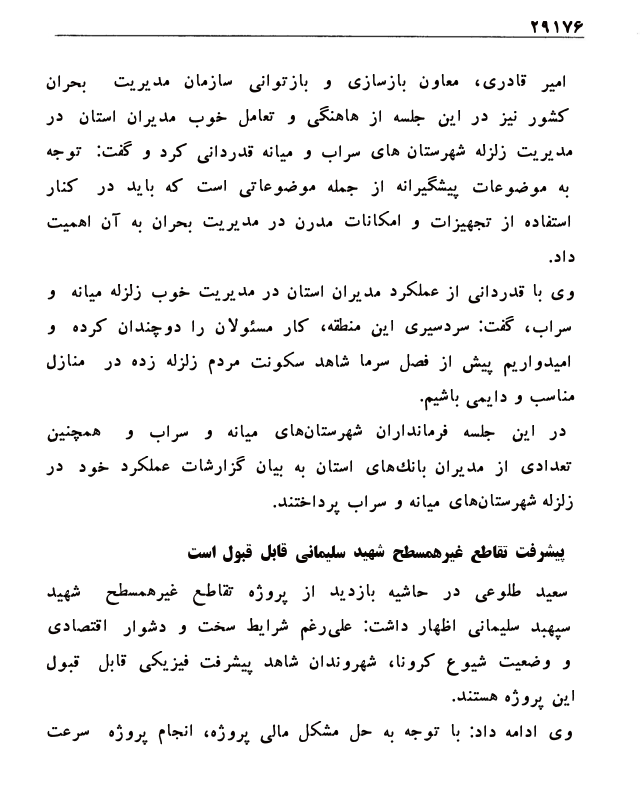 ۲۹۱۷۶
امیر قادری، معاون بازسازی و بازتوانی سازمان مدیریت بحران
کشور نیز در این جلسه از هاهنگی و تعامل خوب مدیران استان در
مدیریت زلزله شهرستان های سراب و میانه قدردانی کرد و گفت: توجه
به موضوعات پیشگیرانه از جمله موضوعاتی است که باید در کنار
استفاده از تجهیزات و امکانات مدرن در مدیریت بحران به آن اهمیت
داد.
وی با قدردانی از عملکرد مدیران استان در مدیریت خوب زلزله میانه و
سراب، گفت: سردسیری این منطقه، کار مسئولان را دوچندان کرده و
امیدواریم پیش از فصل سرما شاهد سکونت مردم زلزله زده در منازل
مناسب و دایمی باشیم.
در این جلسه فرمانداران شهرستان‌های میانه و سراب و همچنین
تعدادی از مدیران بانك‌های استان به بیان گزارشات عملکرد خود در
زلزله شهرستان‌های میانه و سراب پرداختند.
پیشرفت تقاطع غیرهمسطح شهید سلیمانی قابل قبول است
سعید طلوعی در حاشیه بازدید از پروژه تقاطع غیرهمسطح شهید
سپهبد سلیمانی اظهار داشت: علی‌رغم شرایط سخت و دشوار اقتصادی
و وضعیت شیوع کرونا، شهروندان شاهد پیشرفت فیزیکی قابل قبول
این پروژه هستند.
وی ادامه داد: با توجه به حل مشکل مالی پروژه، انجام پروژه سرعت